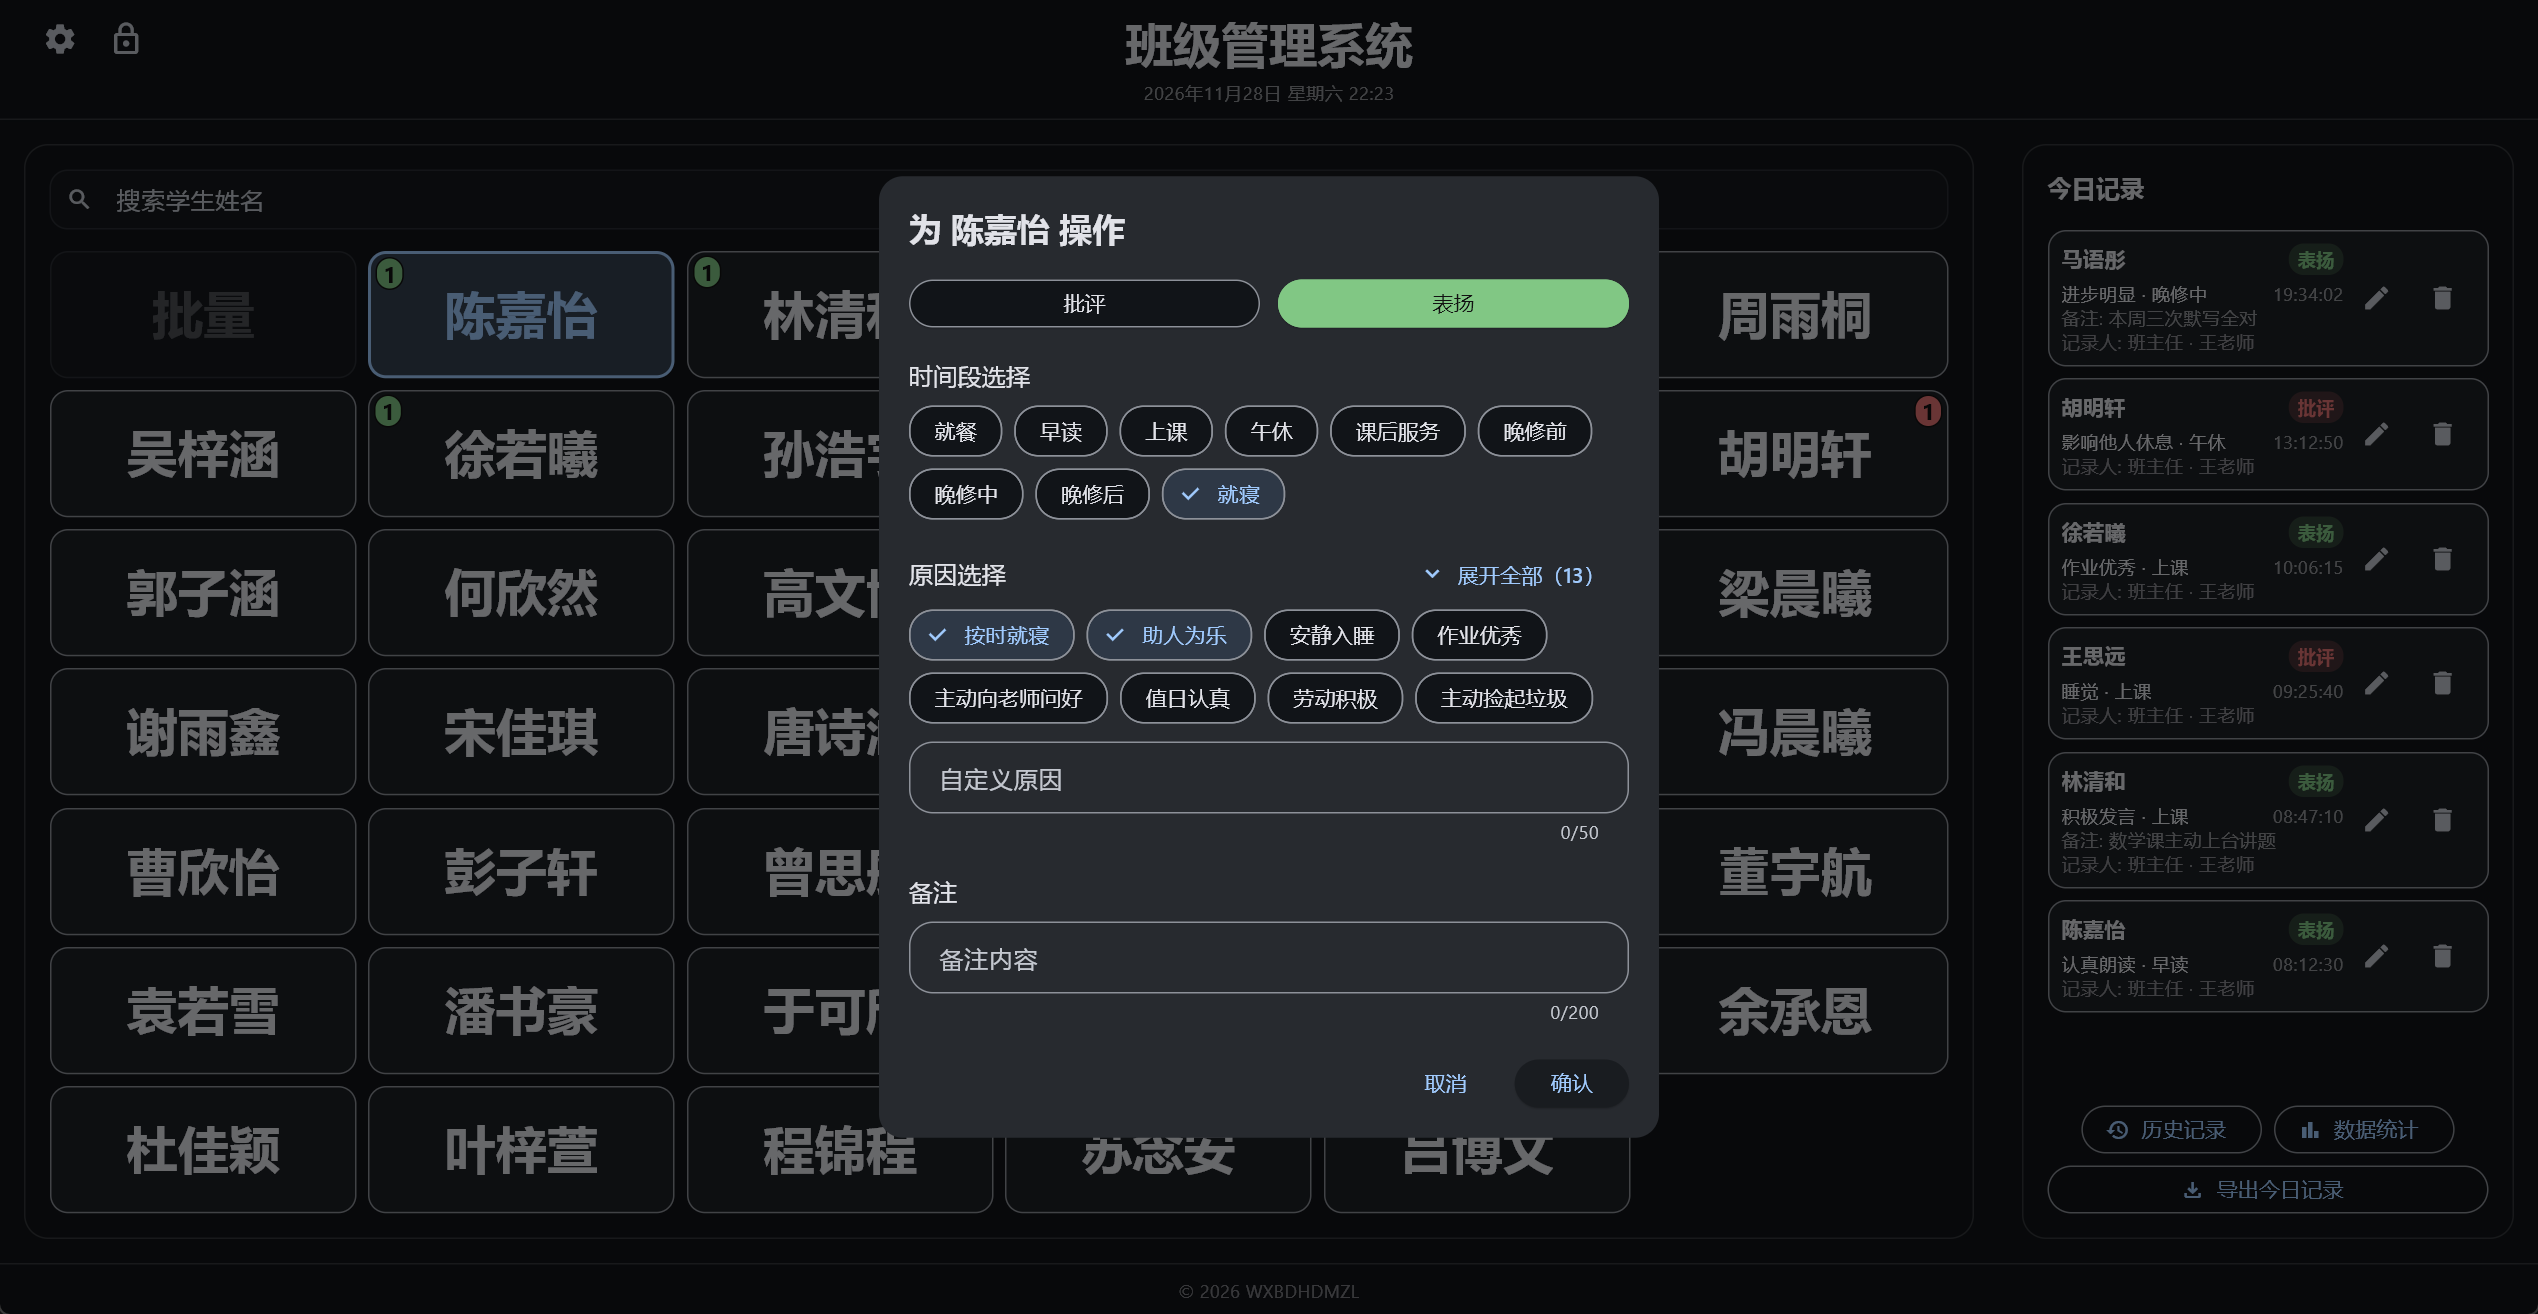 班级管理系统
2026年11月28日 星期六 22:23
搜索学生姓名
批量
1
陈嘉怡
1
林清
周雨桐
吴梓涵
1
徐若曦
孙浩
1
胡明轩
郭子涵
何欣然
高文
梁晨曦
谢雨鑫
宋佳琪
唐诗
冯晨曦
曹欣怡
彭子轩
曾思
董宇航
袁若雪
潘书豪
于可
余承恩
杜佳颖
叶梓萱
程锦程
苏念安
吕博文
为 陈嘉怡 操作
批评
表扬
时间段选择
就餐
早读
上课
午休
课后服务
晚修前
晚修中
晚修后
就寝
原因选择
展开全部（13）
按时就寝
助人为乐
安静入睡
作业优秀
主动向老师问好
值日认真
劳动积极
主动捡起垃圾
自定义原因
0/50
备注
备注内容
0/200
取消
确认
今日记录
马语彤
表扬
进步明显 · 晚修中
19:34:02
备注: 本周三次默写全对
记录人: 班主任 · 王老师
胡明轩
批评
影响他人休息 · 午休
13:12:50
记录人: 班主任 · 王老师
徐若曦
表扬
作业优秀 · 上课
10:06:15
记录人: 班主任 · 王老师
王思远
批评
睡觉 · 上课
09:25:40
记录人: 班主任 · 王老师
林清和
表扬
积极发言 · 上课
08:47:10
备注: 数学课主动上台讲题
记录人: 班主任 · 王老师
陈嘉怡
表扬
认真朗读 · 早读
08:12:30
记录人: 班主任 · 王老师
历史记录
数据统计
导出今日记录
© 2026 WXBDHDMZL